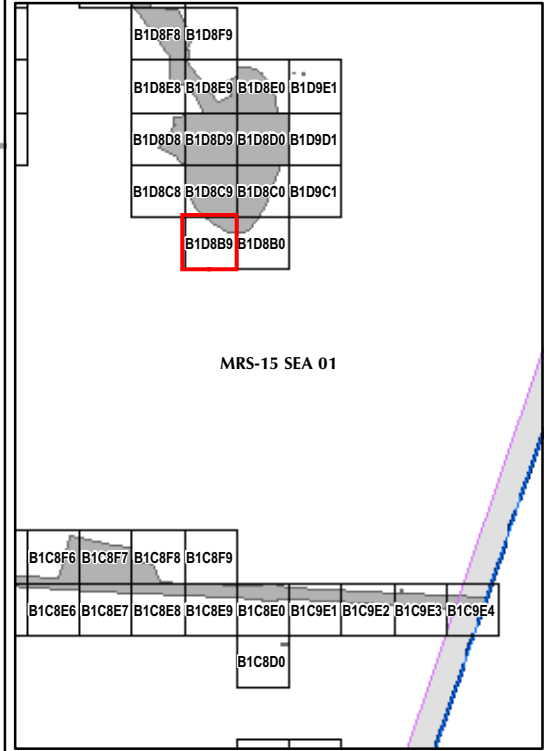 B1D8F8 B1D8F9
B1D8E8 B1D8E9 B1D8E0 B1D9E1
B1D8D8 B1D8D9 B1D8D0 B1D9D1
B1D8C8 B1D8C9 B1D8C0 B1D9C1
B1D8B9 B1D8B0
MRS-15 SEA 01
B1C8F6 B1C8F7 B1C8F8 B1C8F9
B1C8E6 B1C8E7 B1C8E8 B1C8E9 B1C8E0 B1C9E1 B1C9E2 B1C9E3 B1C9E4
B1C8D0